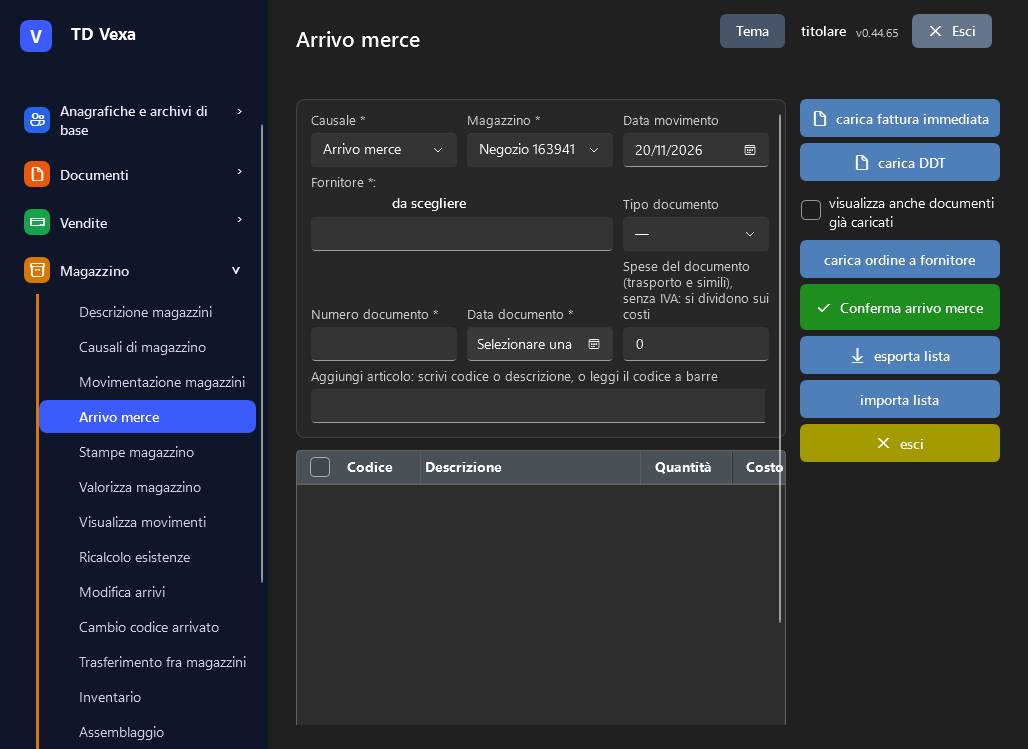 V TD Vexa
Arrivo merce
Tema titolare v0.44.65 Esci
Anagrafiche e archivi di
base
Documenti
Vendite
Magazzino
Descrizione magazzini
Causali di magazzino
Movimentazione magazzini
Arrivo merce
Stampe magazzino
Valorizza magazzino
Visualizza movimenti
Ricalcolo esistenze
Modifica arrivi
Cambio codice arrivato
Trasferimento fra magazzini
Inventario
Assemblaggio
Causale * Magazzino * Data movimento
Arrivo merce Negozio 163941 20/11/2026
Fornitore *:
da scegliere
Tipo documento
—
Spese del documento
(trasporto e simili),
senza IVA: si dividono sui
costi
Numero documento * Data documento *
Selezionare una 0
Aggiungi articolo: scrivi codice o descrizione, o leggi il codice a barre
Codice Descrizione Quantità Costo
carica fattura immediata
carica DDT
visualizza anche documenti
già caricati
carica ordine a fornitore
Conferma arrivo merce
esporta lista
importa lista
esci